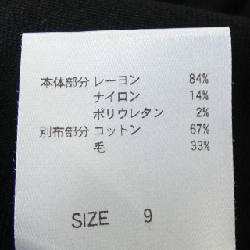 本体部分 レーヨン 84%
ナイロン 14%
ポリウレタン 2%
別布部分 コットン 67%
毛 33%
SIZE 9